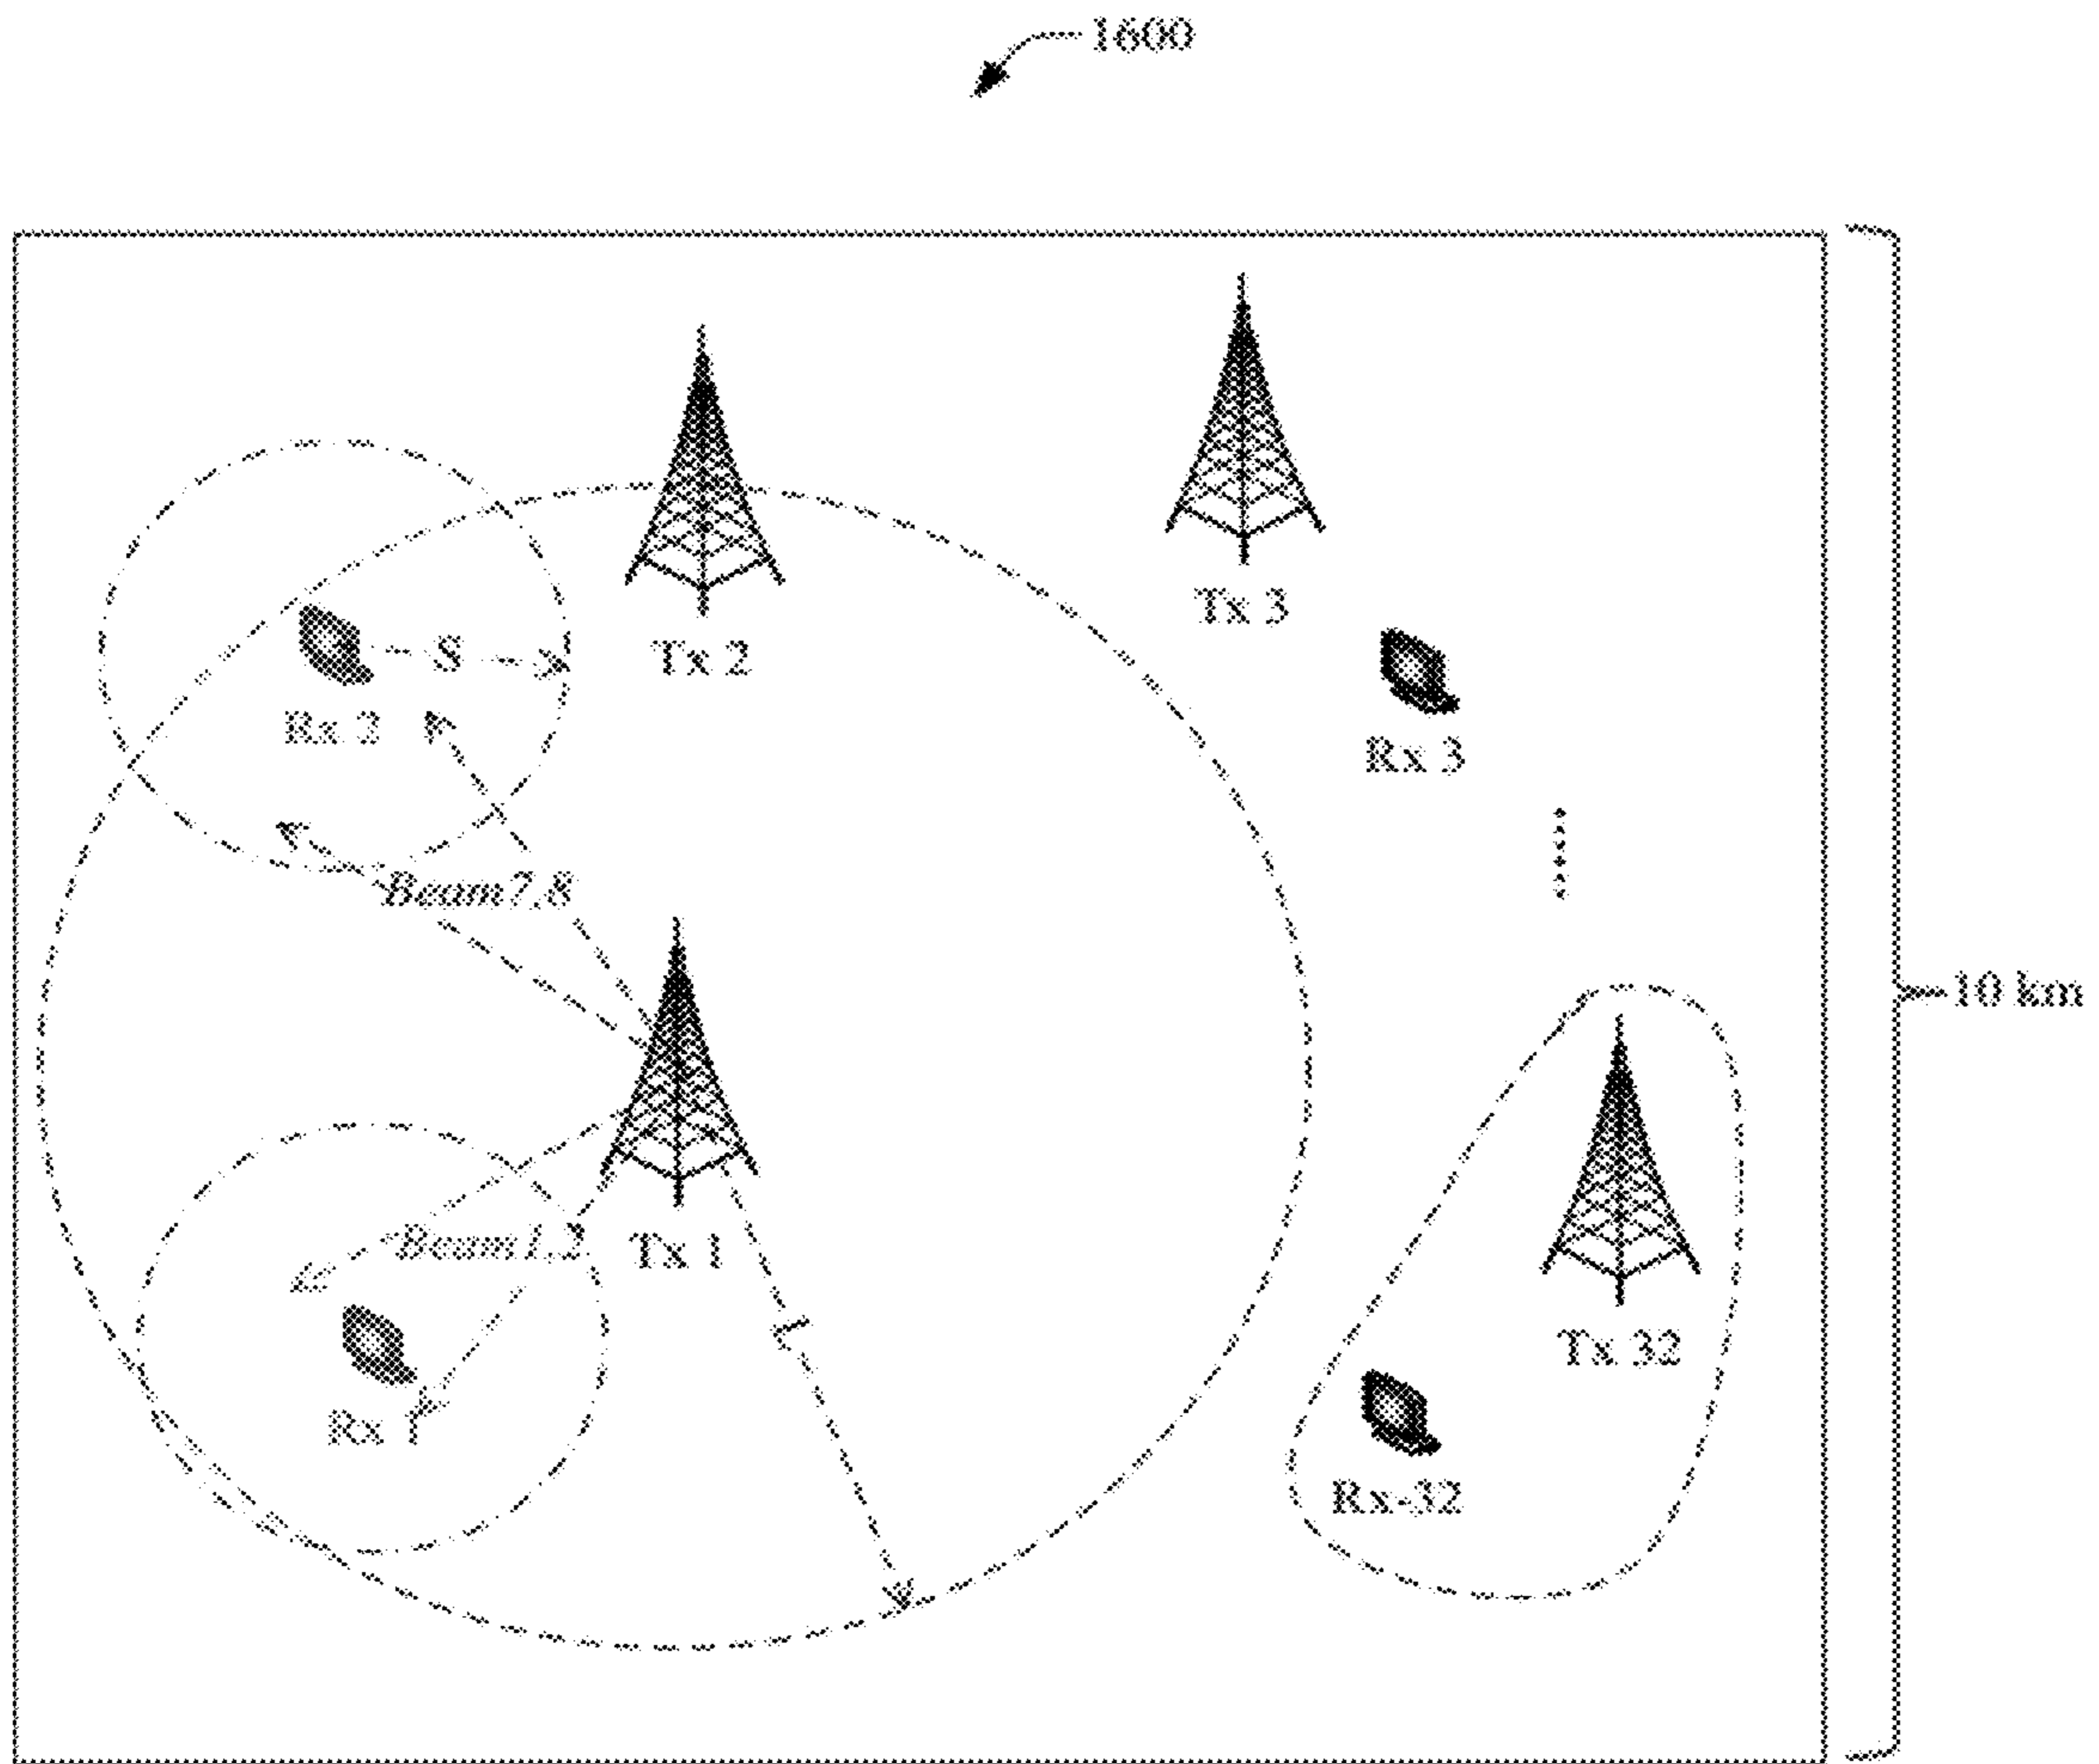 1600
Tx 3
Tx 2
S
Rx 2
Rx 3
Beam7,8
10 km
Beam1,2
Tx 1
L
Tx 32
Rx 1
Rx-32